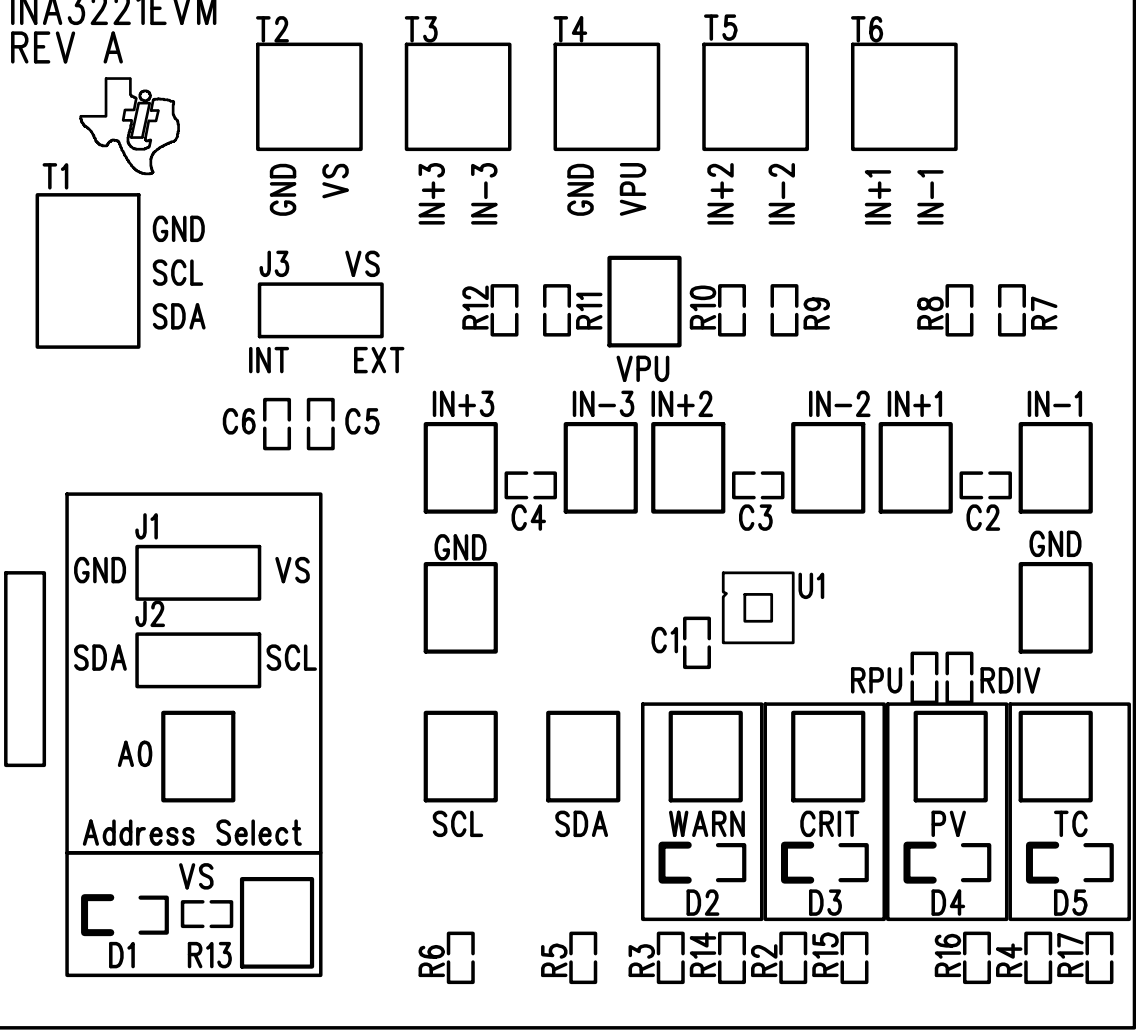 INA3221EVM
REV A
T2 T3 T4 T5 T6
GND VS IN+3 IN-3 GND VPU IN+2 IN-2 IN+1 IN-1
T1
GND
SCL
SDA
J3 VS
INT EXT
R12 R11 R10 R9 R8 R7
VPU
C6 C5
IN+3 IN-3 IN+2 IN-2 IN+1 IN-1
C4 C3 C2
J1
GND VS
J2
SDA SCL
A0
Address Select
GND GND
U1
C1
RPU RDIV
SCL SDA WARN CRIT PV TC
D2 D3 D4 D5
VS
D1 R13
R6 R5 R3 R14 R2 R15 R16 R4 R17